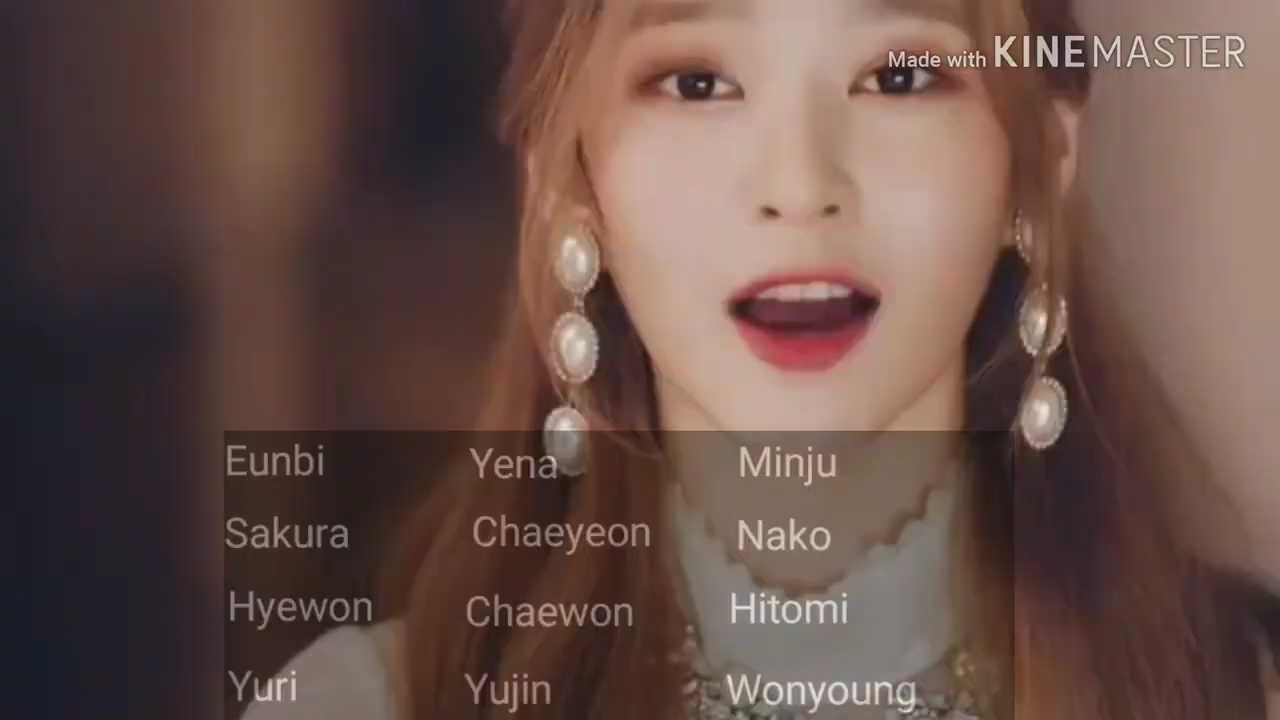 Made with KINEMASTER
Eunbi Yena Minju
Sakura Chaeyeon Nako
Hyewon Chaewon Hitomi
Yuri Yujin Wonyoung